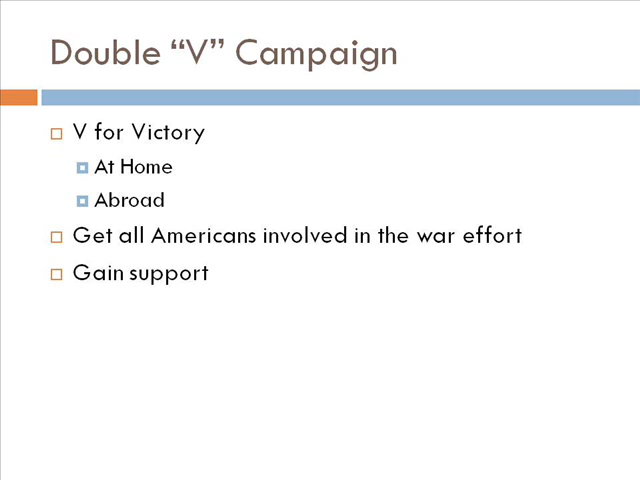 Double “V” Campaign
V for Victory
At Home
Abroad
Get all Americans involved in the war effort
Gain support